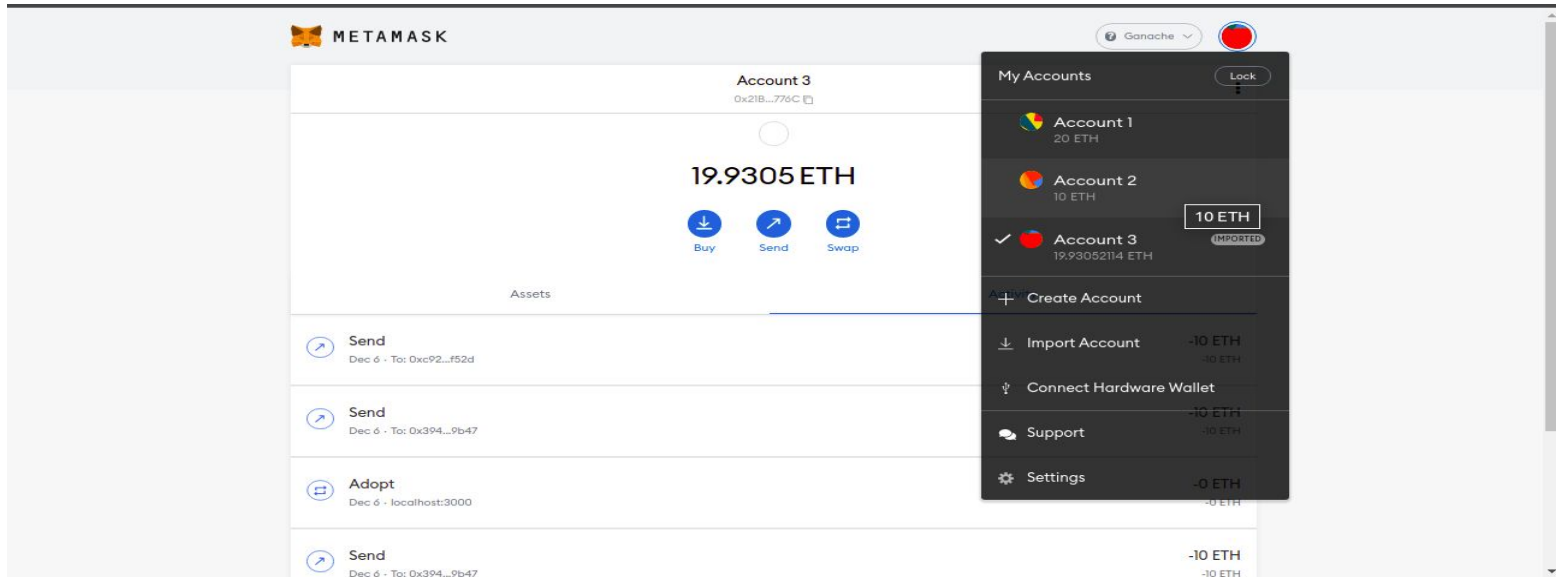 METAMASK
Ganache
Account 3
0x21B...776C
19.9305 ETH
Buy
Send
Swap
Assets
Activity
Send
Dec 6 - To: 0xc92...f52d
-10 ETH
-10 ETH
Send
Dec 6 - To: 0x394...9b47
-10 ETH
-10 ETH
Adopt
Dec 6 - localhost:3000
-0 ETH
-0 ETH
Send
Dec 6 - To: 0x394...9b47
-10 ETH
-10 ETH
My Accounts
Lock
Account 1
20 ETH
Account 2
10 ETH
10 ETH
Account 3
IMPORTED
19.93052114 ETH
Create Account
Import Account
Connect Hardware Wallet
Support
Settings